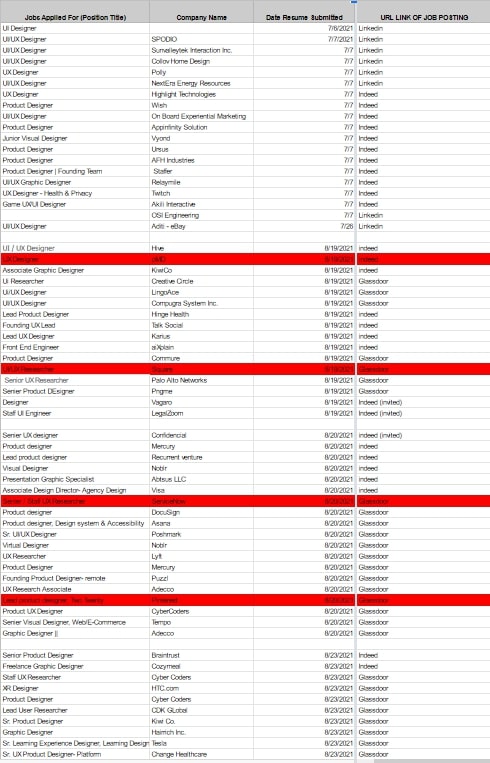 Jobs Applied For (Position Title) Company Name Date Resume Submitted URL LINK OF JOB POSTING
UI Designer 7/6/2021 Linkedin
UI/UX Designer SPODIO 7/7/2021 Linkedin
UI/UX Designer Sumalleytek Interaction Inc. 7/7 Linkedin
UI/UX Designer Collov Home Design 7/7 Linkedin
UX Designer Polly 7/7 Linkedin
UI/UX Designer NextEra Energy Resources 7/7 Linkedin
UX Designer Highlight Technologies 7/7 Indeed
Product Designer Wish 7/7 Indeed
UI/UX Designer On Board Experiential Marketing 7/7 Indeed
Product Designer Appinfinity Solution 7/7 Indeed
Junior Visual Designer Vyond 7/7 Indeed
Product Designer Ursus 7/7 Indeed
Product Designer AFH Industries 7/7 Indeed
Product Designer | Founding Team Staffer 7/7 Indeed
UI/UX Graphic Designer Relaymile 7/7 Indeed
UX Designer - Health & Privacy Twitch 7/7 Indeed
Game UX/UI Designer Akili Interactive 7/7 Indeed
OSI Engineering 7/7 Linkedin
UI/UX Designer Aditi - eBay 7/26 Linkedin
UI / UX Designer Hive 8/19/2021 indeed
UX Designer pMD 8/19/2021 indeed
Associate Graphic Designer KiwiCo 8/19/2021 indeed
UI Researcher Creative Circle 8/19/2021 Glassdoor
UI/UX Designer LingoAce 8/19/2021 Glassdoor
UI/UX Designer Compugra System Inc. 8/19/2021 Glassdoor
Lead Product Designer Hinge Health 8/19/2021 indeed
Founding UX Lead Talk Social 8/19/2021 indeed
Lead UX Designer Karius 8/19/2021 indeed
Front End Engineer aiXplain 8/19/2021 indeed
Product Designer Commure 8/19/2021 Glassdoor
UI/UX Researcher Square 8/19/2021 Glassdoor
Senior UX Researcher Palo Alto Networks 8/19/2021 Glassdoor
Senior Product DEsigner Pngme 8/19/2021 Glassdoor
Designer Vagaro 8/19/2021 Indeed (invited)
Staff UI Engineer LegalZoom 8/19/2021 Indeed (invited)
Senier UX designer Confidencial 8/20/2021 indeed (invited)
Product designer Mercury 8/20/2021 indeed
Lead product designer Recurrent venture 8/20/2021 indeed
Visual Designer Noblr 8/20/2021 indeed
Presentation Graphic Specialist Abtsus LLC 8/20/2021 indeed
Associate Design Director- Agency Design Visa 8/20/2021 indeed
Senior / Staff UX Researcher ServiceNow 8/20/2021 Glassdoor
Product designer DocuSign 8/20/2021 Glassdoor
Product designer, Design system & Accessibility Asana 8/20/2021 Glassdoor
Sr. UI/UX Designer Poshmark 8/20/2021 Glassdoor
Virtual Designer Noblr 8/20/2021 Glassdoor
UX Researcher Lyft 8/20/2021 Glassdoor
Product Designer Mercury 8/20/2021 Glassdoor
Founding Product Designer- remote Puzzl 8/20/2021 Glassdoor
UX Research Associate Adecco 8/20/2021 Glassdoor
Lead product designer, Two Twenty Pinterest 8/20/2021 Glassdoor
Product UX Designer CyberCoders 8/20/2021 Glassdoor
Senier Visual Designer, Web/E-Commerce Tempo 8/20/2021 Glassdoor
Graphic Designer || Adecco 8/20/2021 Glassdoor
Senior Product Designer Braintrust 8/23/2021 Indeed
Freelance Graphic Designer Cozymeal 8/23/2021 Indeed
Staff UX Researcher Cyber Coders 8/23/2021 Glassdoor
XR Designer HTC.com 8/23/2021 Glassdoor
Product Designer Cyber Coders 8/23/2021 Glassdoor
Lead User Researcher CDK GLobal 8/23/2021 Glassdoor
Sr. Product Designer Kiwi Co. 8/23/2021 Glassdoor
Graphic Designer Hairrich Inc. 8/23/2021 Glassdoor
Sr. Learning Experience Designer, Learning Design Tesla 8/23/2021 Glassdoor
Sr. UX Product Designer- Platform Change Healthcare 8/23/2021 Glassdoor